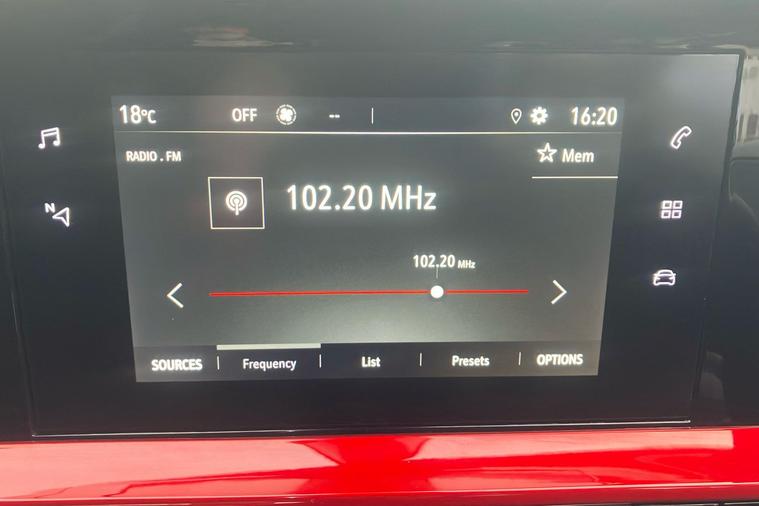 18°C OFF -- 16:20
RADIO . FM Mem
102.20 MHz
N
102.20 MHz
SOURCES Frequency List Presets OPTIONS